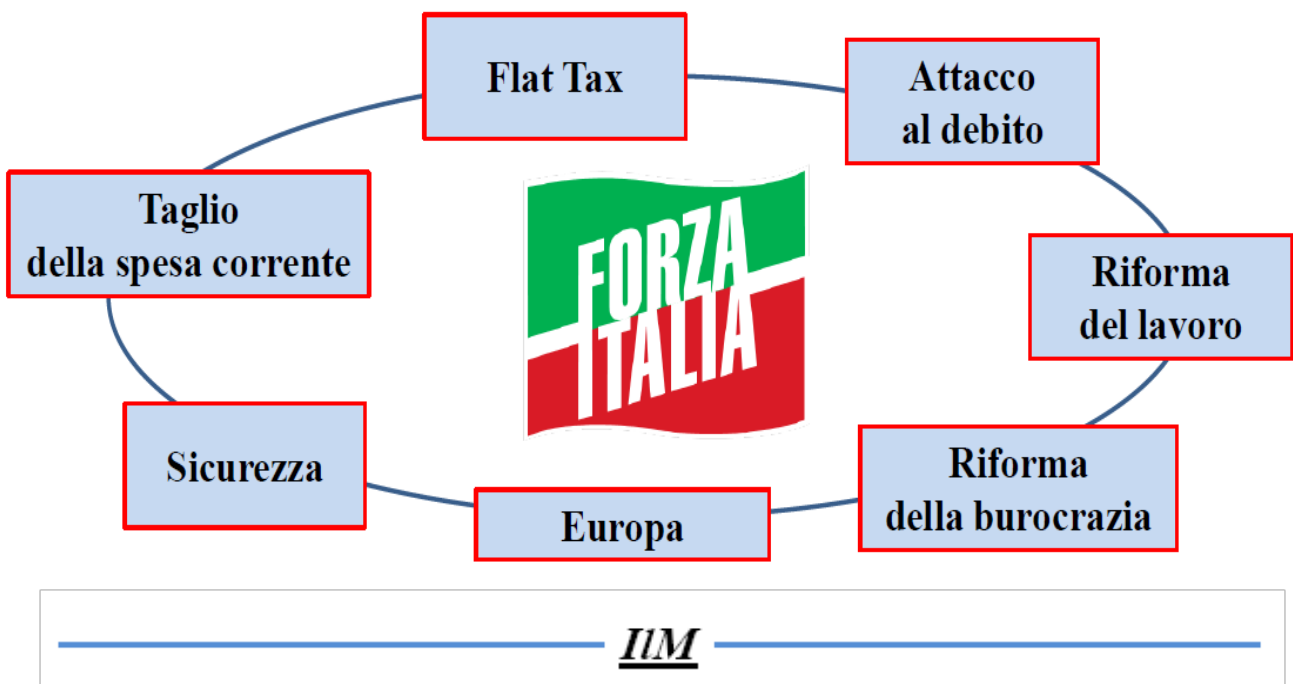 Flat Tax
Attacco
al debito
Taglio
della spesa corrente
FORZA
ITALIA
Riforma
del lavoro
Sicurezza
Riforma
della burocrazia
Europa
IlM